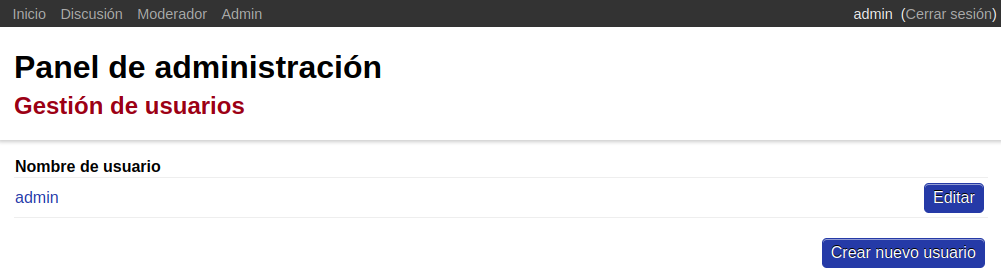 Inicio Discusión Moderador Admin admin (Cerrar sesión)
Panel de administración
Gestión de usuarios
Nombre de usuario
admin Editar
Crear nuevo usuario